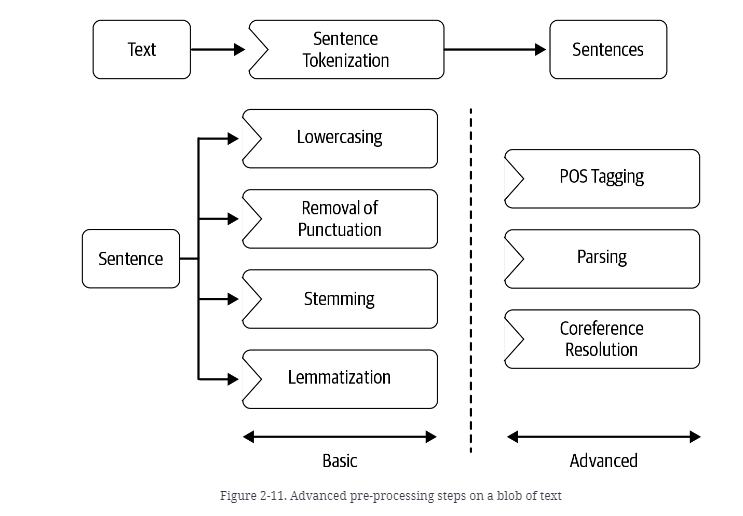 Text
Sentence
Tokenization
Sentences
Sentence
Lowercasing
Removal of
Punctuation
Stemming
Lemmatization
POS Tagging
Parsing
Coreference
Resolution
Basic
Advanced
Figure 2-11. Advanced pre-processing steps on a blob of text